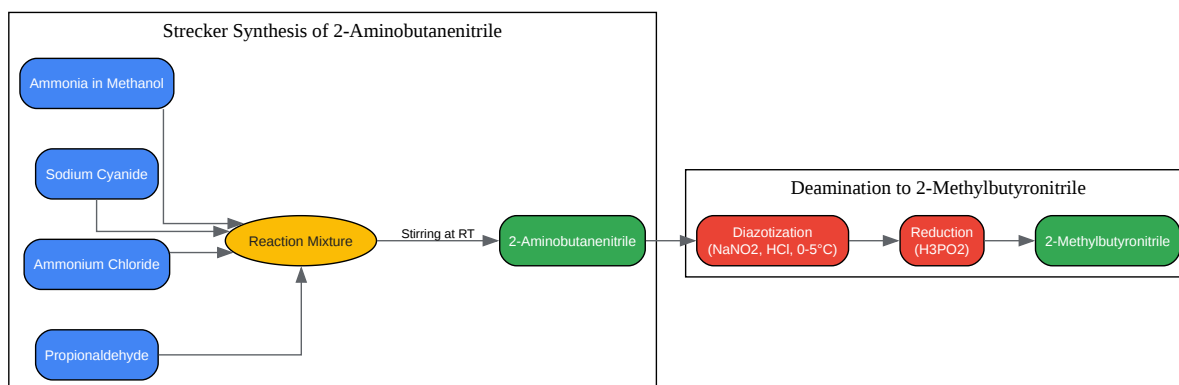 Strecker Synthesis of 2-Aminobutanenitrile
Ammonia in Methanol
Sodium Cyanide
Ammonium Chloride
Propionaldehyde
Reaction Mixture
Stirring at RT
2-Aminobutanenitrile
Deamination to 2-Methylbutyronitrile
Diazotization
(NaNO2, HCl, 0-5°C)
Reduction
(H3PO2)
2-Methylbutyronitrile